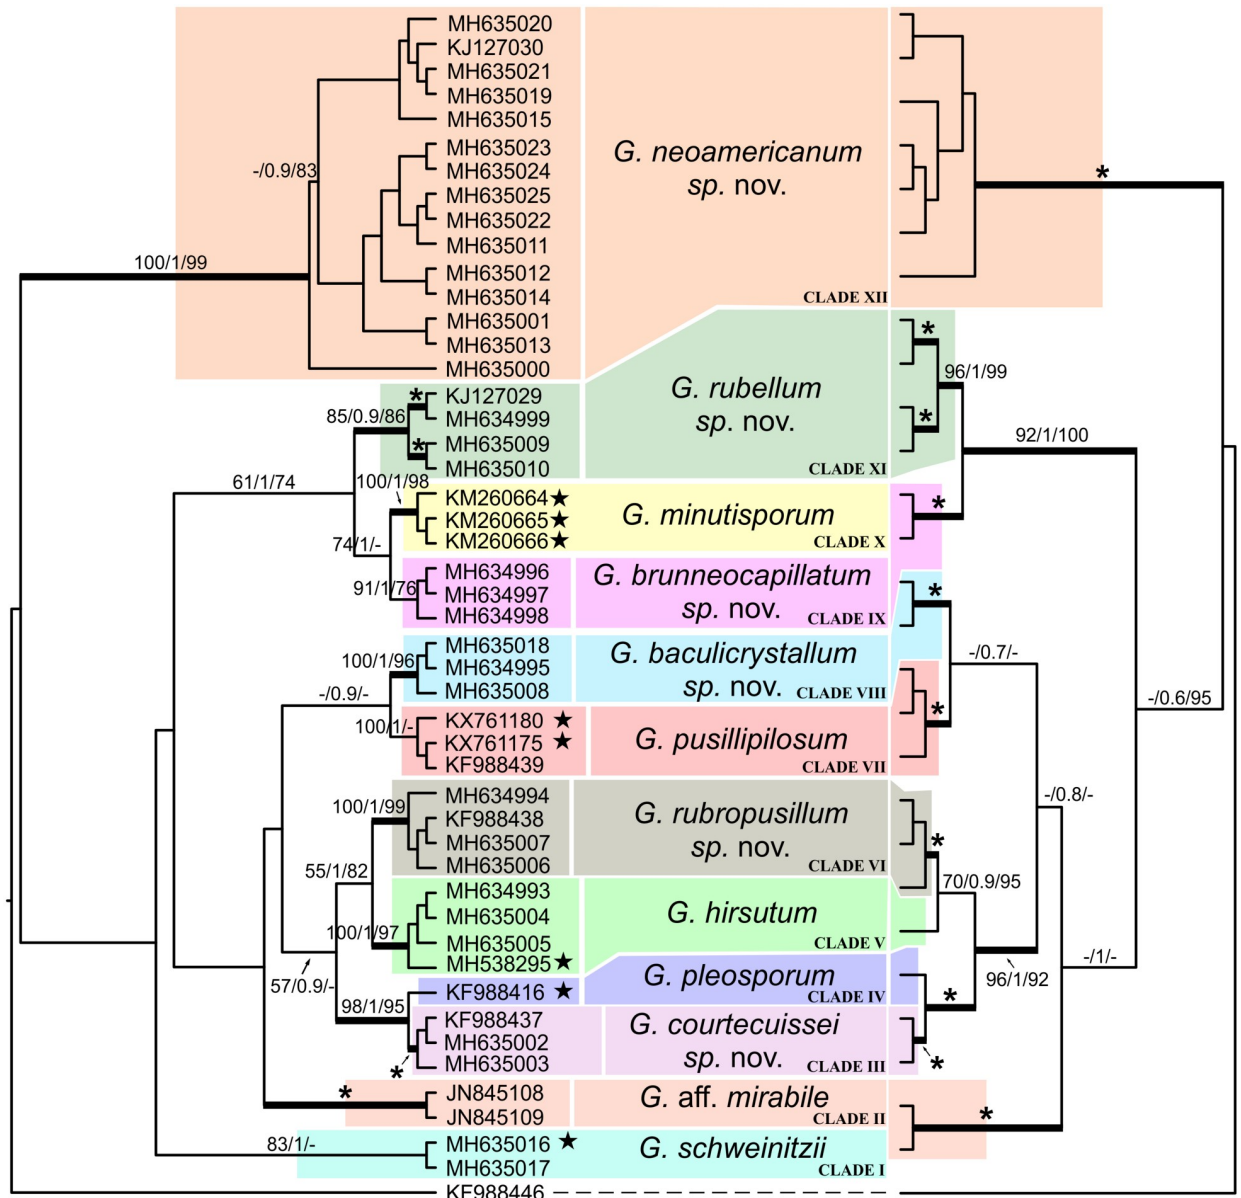 MH635020
KJ127030
MH635021
MH635019
MH635015
MH635023
MH635024
MH635025
MH635022
MH635011
MH635012
MH635014
MH635001
MH635013
MH635000
KJ127029
MH634999
MH635009
MH635010
KM260664★
KM260665★
KM260666★
MH634996
MH634997
MH634998
MH635018
MH634995
MH635008
KX761180 ★
KX761175 ★
KF988439
MH634994
KF988438
MH635007
MH635006
MH634993
MH635004
MH635005
MH538295★
KF988416 ★
KF988437
MH635002
MH635003
JN845108
JN845109
MH635016 ★
MH635017
KF988446
-/0.9/83
100/1/99
85/0.9/86
*
*
61/1/74
100/1/98
74/1/-
91/1/76
100/1/96
-/0.9/-
100/1/-
100/1/99
55/1/82
100/1/97
57/0.9/-
98/1/95
*
*
83/1/-
G. neoamericanum
sp. nov.
CLADE XII
G. rubellum
sp. nov.
CLADE XI
G. minutisporum
CLADE X
G. brunneocapillatum
sp. nov.
CLADE IX
G. baculicrystallum
sp. nov. CLADE VIII
G. pusillipilosum
CLADE VII
G. rubropusillum
sp. nov.
CLADE VI
G. hirsutum
CLADE V
G. pleosporum
CLADE IV
G. courtecuissei
sp. nov.
CLADE III
G. aff. mirabile
CLADE II
G. schweinitzii
CLADE I
*
*
96/1/99
*
92/1/100
*
*
-/0.7/-
*
-/0.6/95
-/0.8/-
*
70/0.9/95
-/1/-
96/1/92
*
*
*